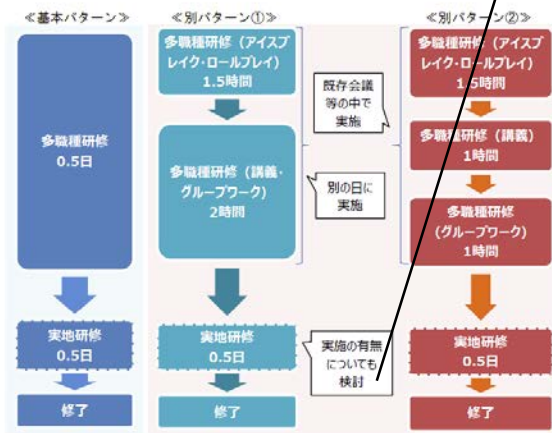 ≪基本パターン≫
多職種研修
0.5日
実地研修
0.5日
修了
≪別パターン①≫
多職種研修(アイスブ
レイク・ロールプレイ)
1.5時間
多職種研修(講義・
グループワーク)
2時間
実地研修
0.5日
修了
既存会議
等の中で
実施
別の日に
実施
実施の有無
についても
検討
≪別パターン②≫
多職種研修(アイスブ
レイク・ロールプレイ)
1.5時間
多職種研修(講義)
1時間
多職種研修
(グループワーク)
1時間
実地研修
0.5日
修了